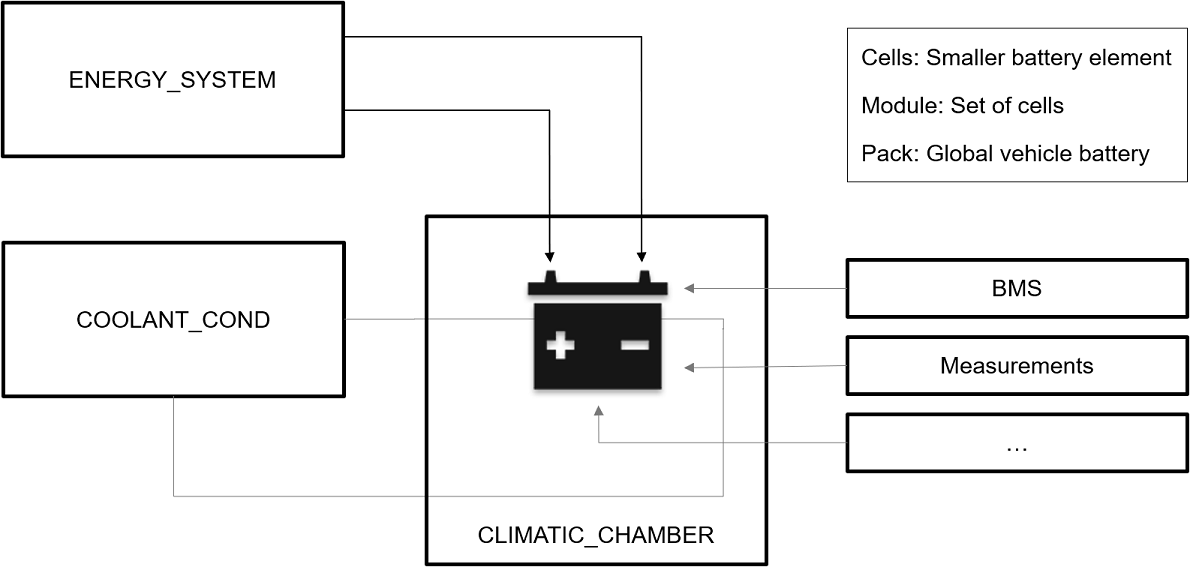 ENERGY_SYSTEM
Cells: Smaller battery element
Module: Set of cells
Pack: Global vehicle battery
COOLANT_COND
BMS
Measurements
...
CLIMATIC_CHAMBER